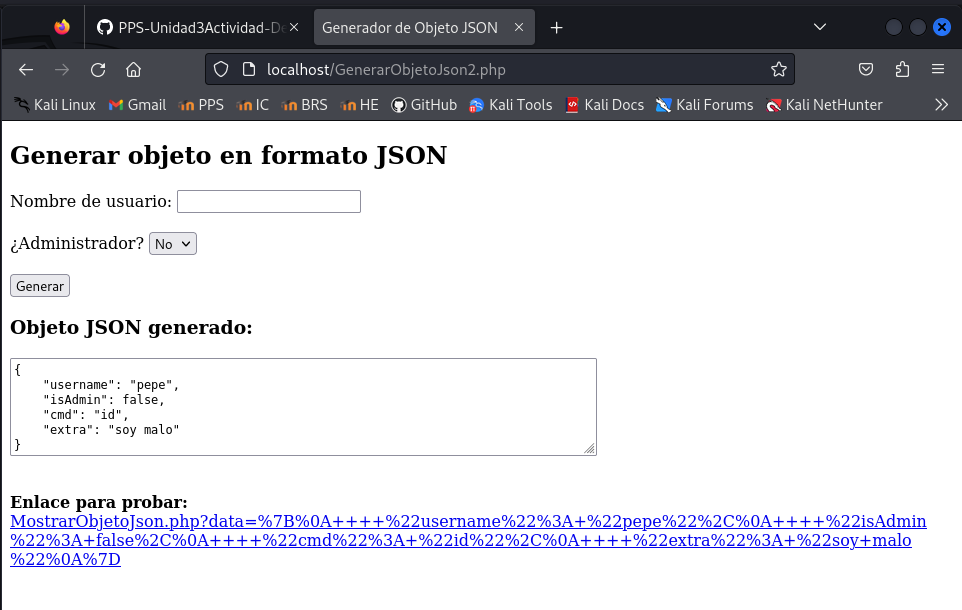 PPS-Unidad3Actividad-De
Generador de Objeto JSON
localhost/GenerarObjetoJson2.php
Kali Linux Gmail PPS IC BRS HE GitHub Kali Tools Kali Docs Kali Forums Kali NetHunter
Generar objeto en formato JSON
Nombre de usuario:
¿Administrador? No
Generar
Objeto JSON generado:
{
    "username": "pepe",
    "isAdmin": false,
    "cmd": "id",
    "extra": "soy malo"
}
Enlace para probar:
MostrarObjetoJson.php?data=%7B%0A++++%22username%22%3A+%22pepe%22%2C%0A++++%22isAdmin
%22%3A+false%2C%0A++++%22cmd%22%3A+%22id%22%2C%0A++++%22extra%22%3A+%22soy+malo
%22%0A%7D